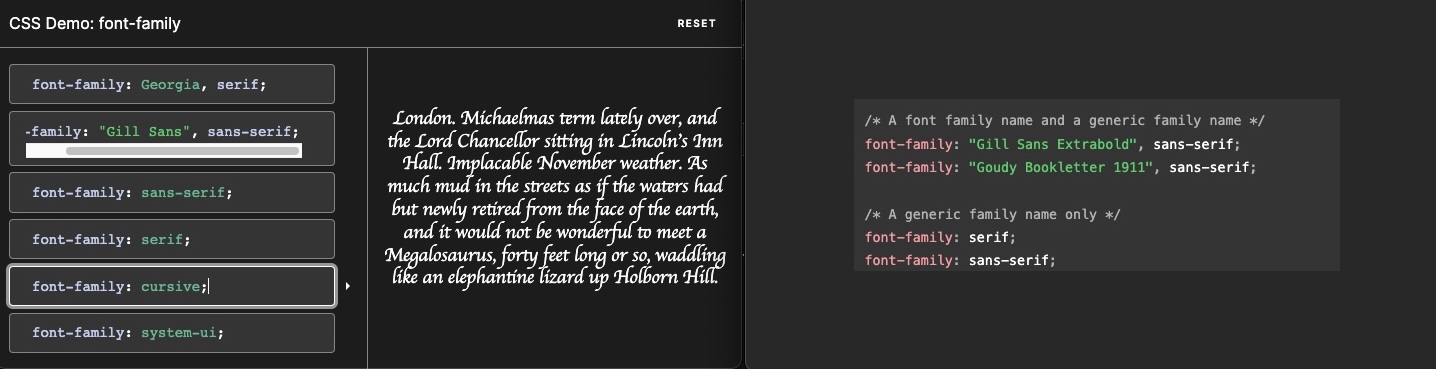 CSS Demo: font-family
RESET
font-family: Georgia, serif;
-family: "Gill Sans", sans-serif;
font-family: sans-serif;
font-family: serif;
font-family: cursive;
font-family: system-ui;
London. Michaelmas term lately over, and
the Lord Chancellor sitting in Lincoln's Inn
Hall. Implacable November weather. As
much mud in the streets as if the waters had
but newly retired from the face of the earth,
and it would not be wonderful to meet a
Megalosaurus, forty feet long or so, waddling
like an elephantine lizard up Holborn Hill.
/* A font family name and a generic family name */
font-family: "Gill Sans Extrabold", sans-serif;
font-family: "Goudy Bookletter 1911", sans-serif;
/* A generic family name only */
font-family: serif;
font-family: sans-serif;